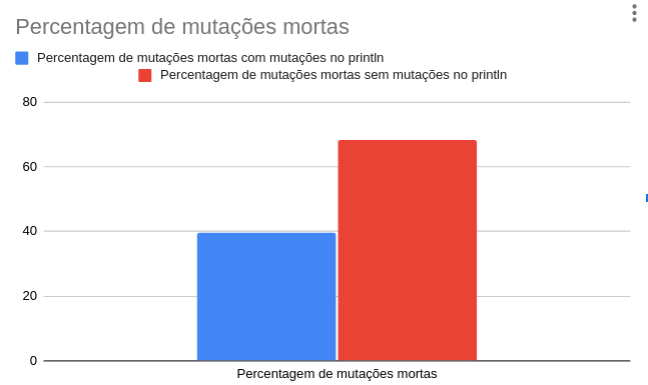 Percentagem de mutações mortas
Percentagem de mutações mortas com mutações no println
Percentagem de mutações mortas sem mutações no println
80
60
40
20
0
Percentagem de mutações mortas